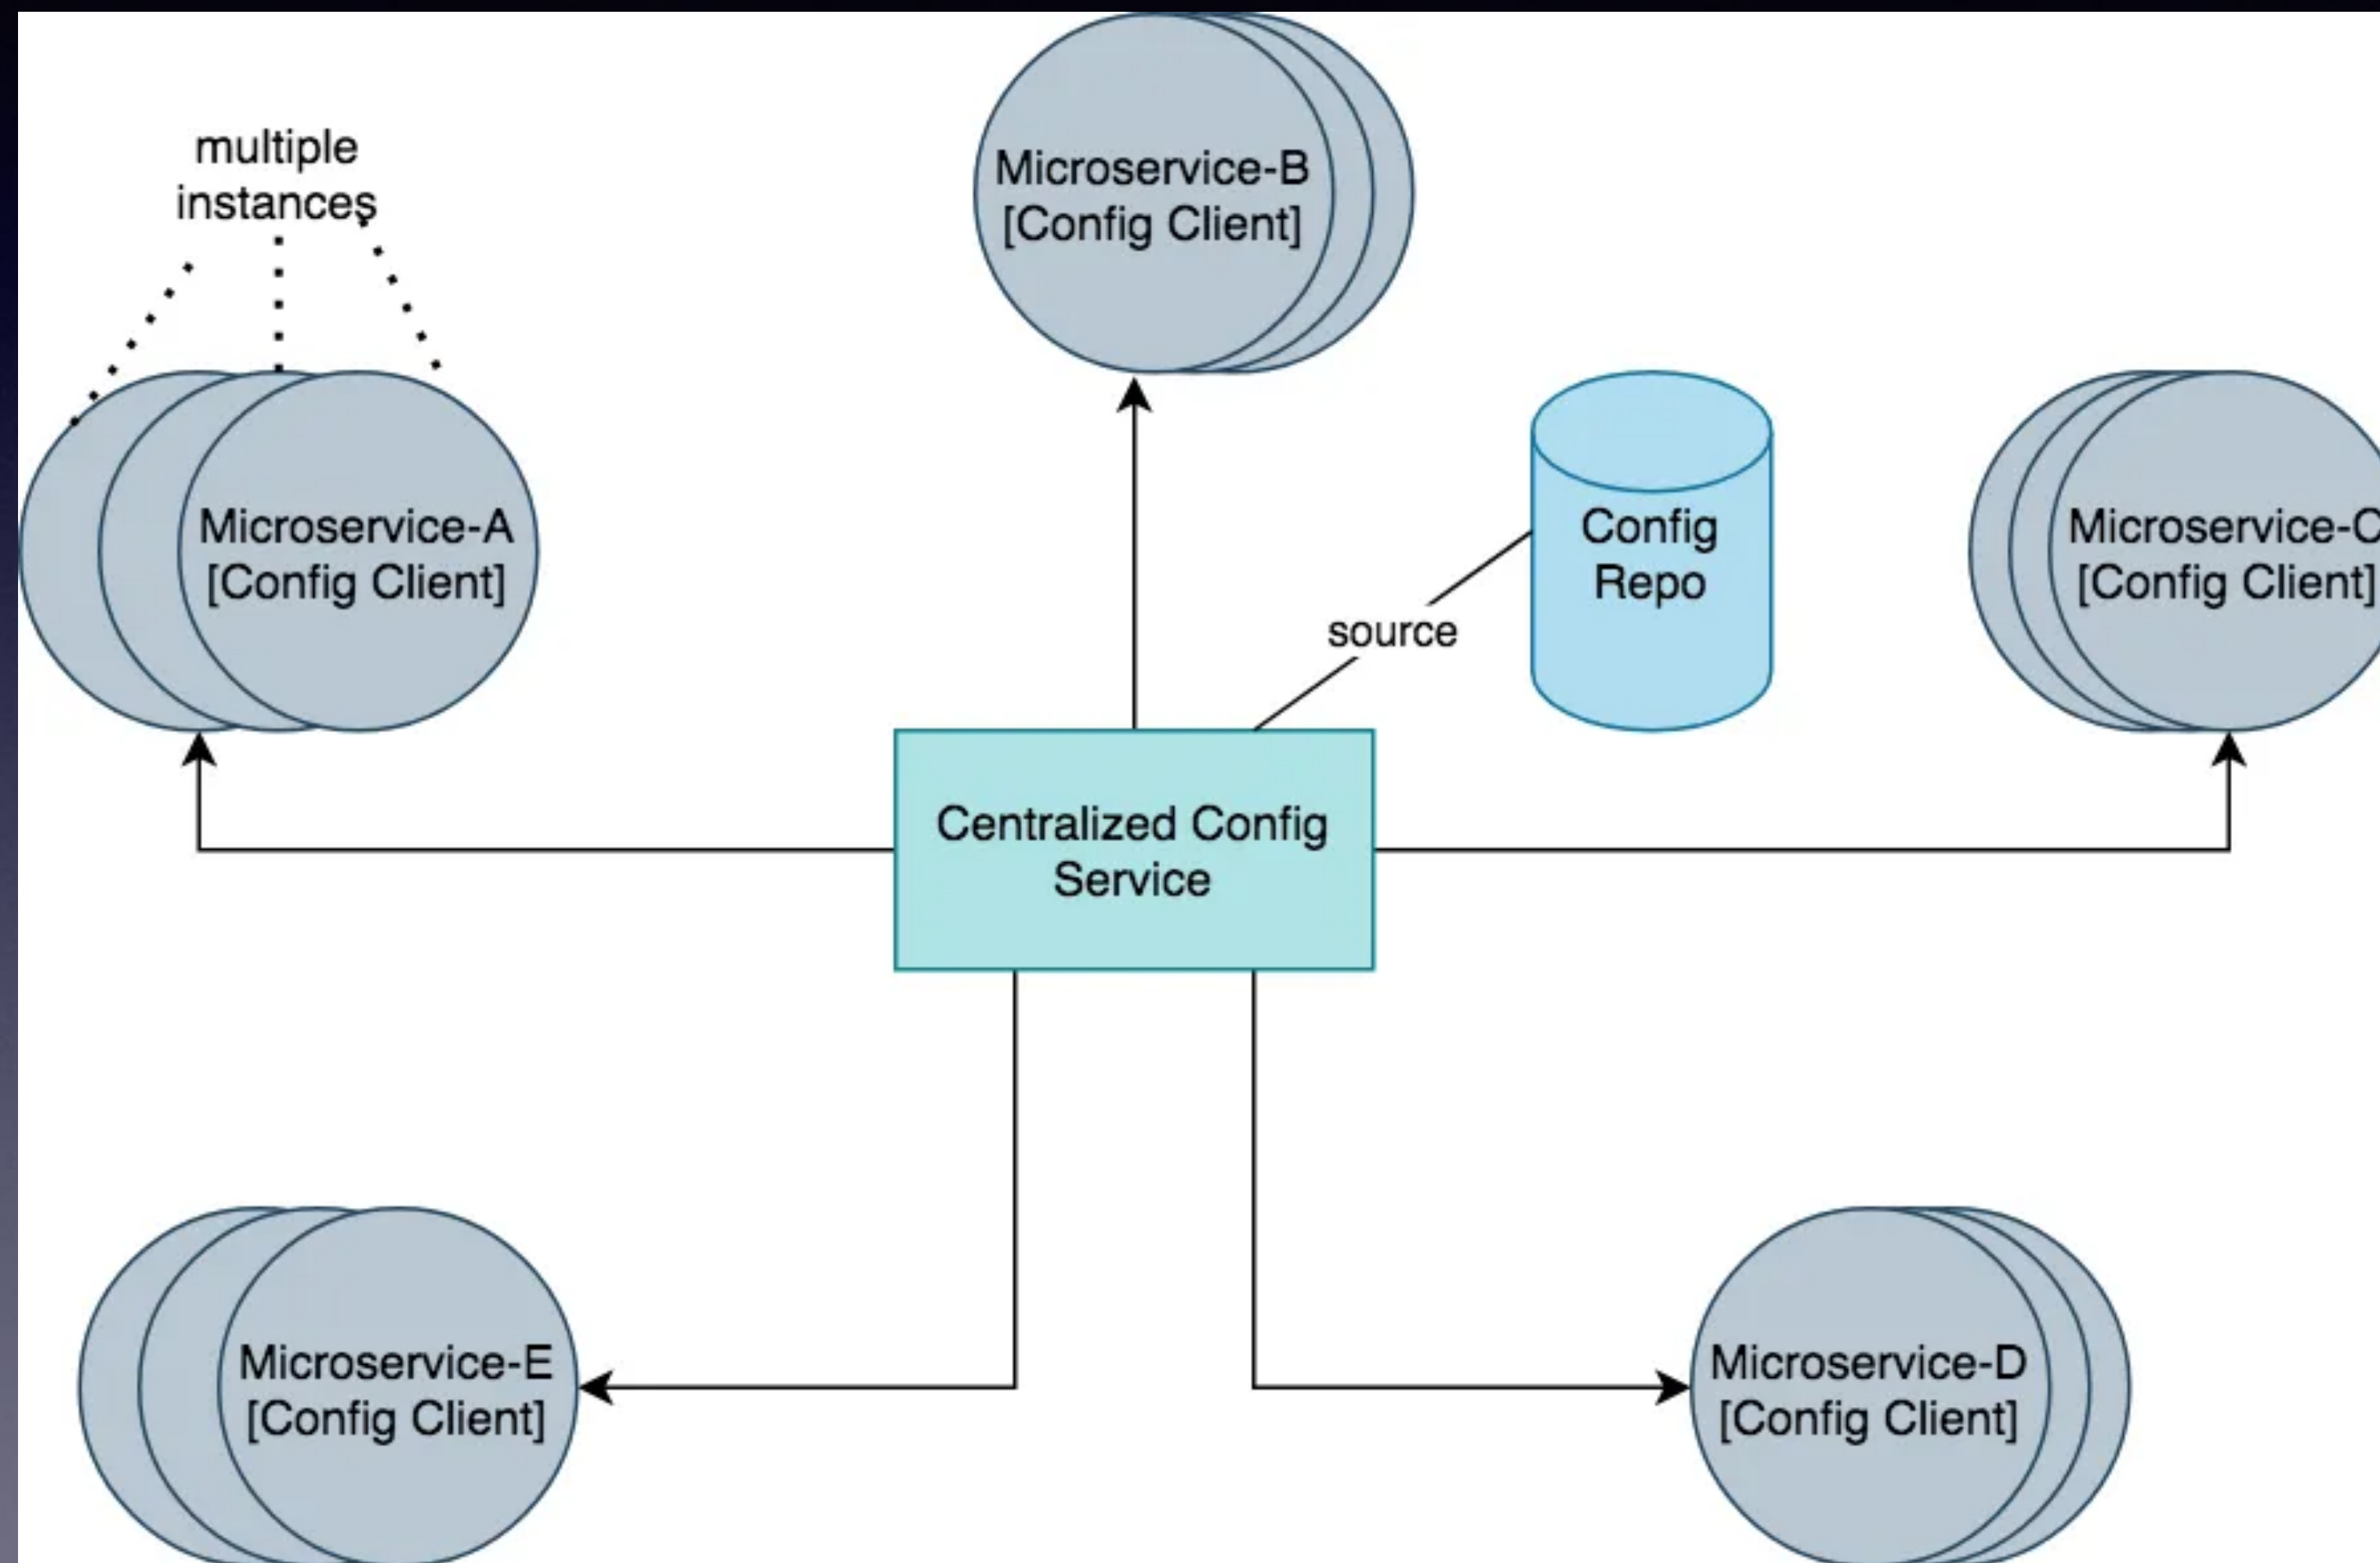 multiple
instances
Microservice-B
[Config Client]
Microservice-A
[Config Client]
Config
Repo
Microservice-C
[Config Client]
source
Centralized Config
Service
Microservice-E
[Config Client]
Microservice-D
[Config Client]